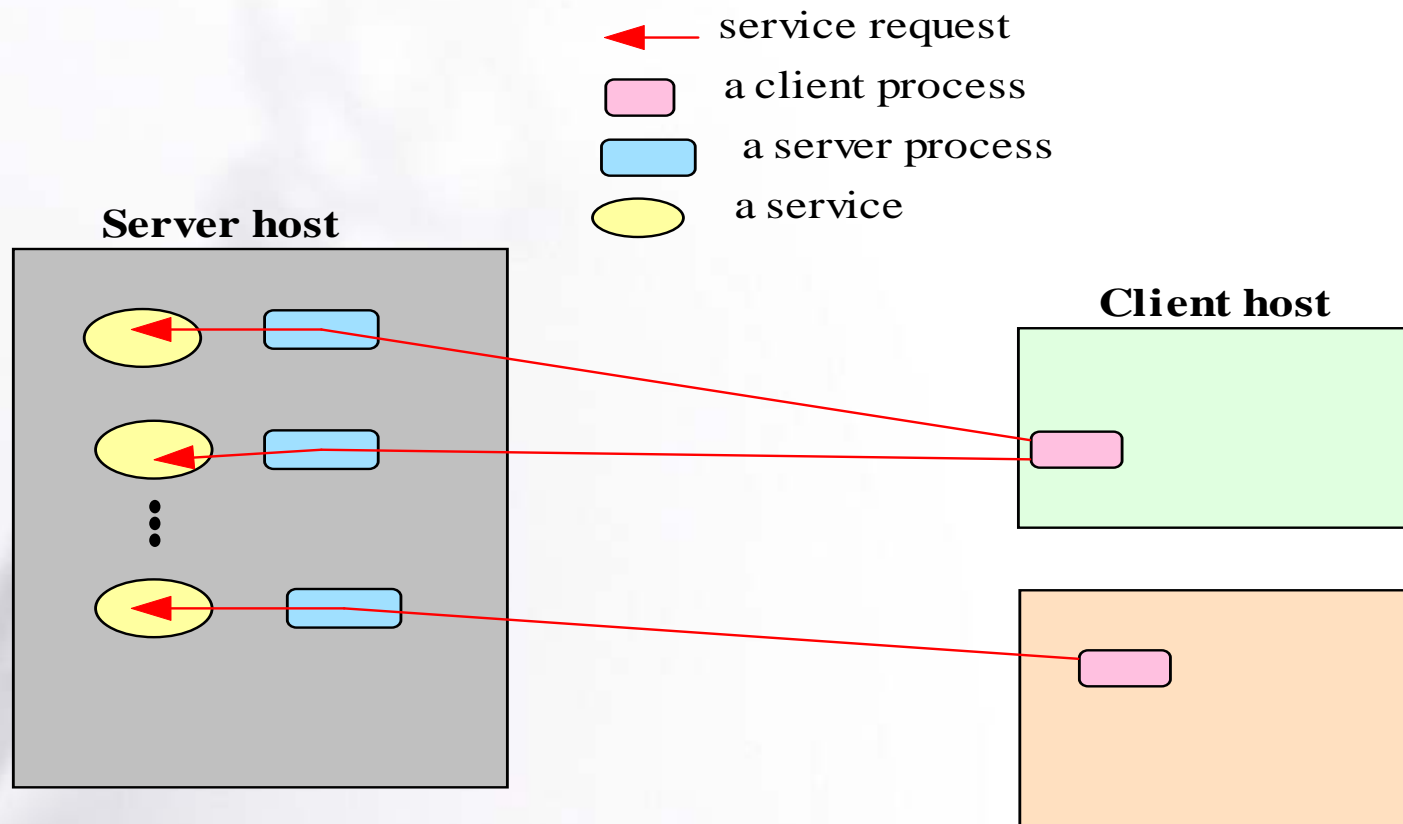 service request
a client process
a server process
a service
Server host
Client host